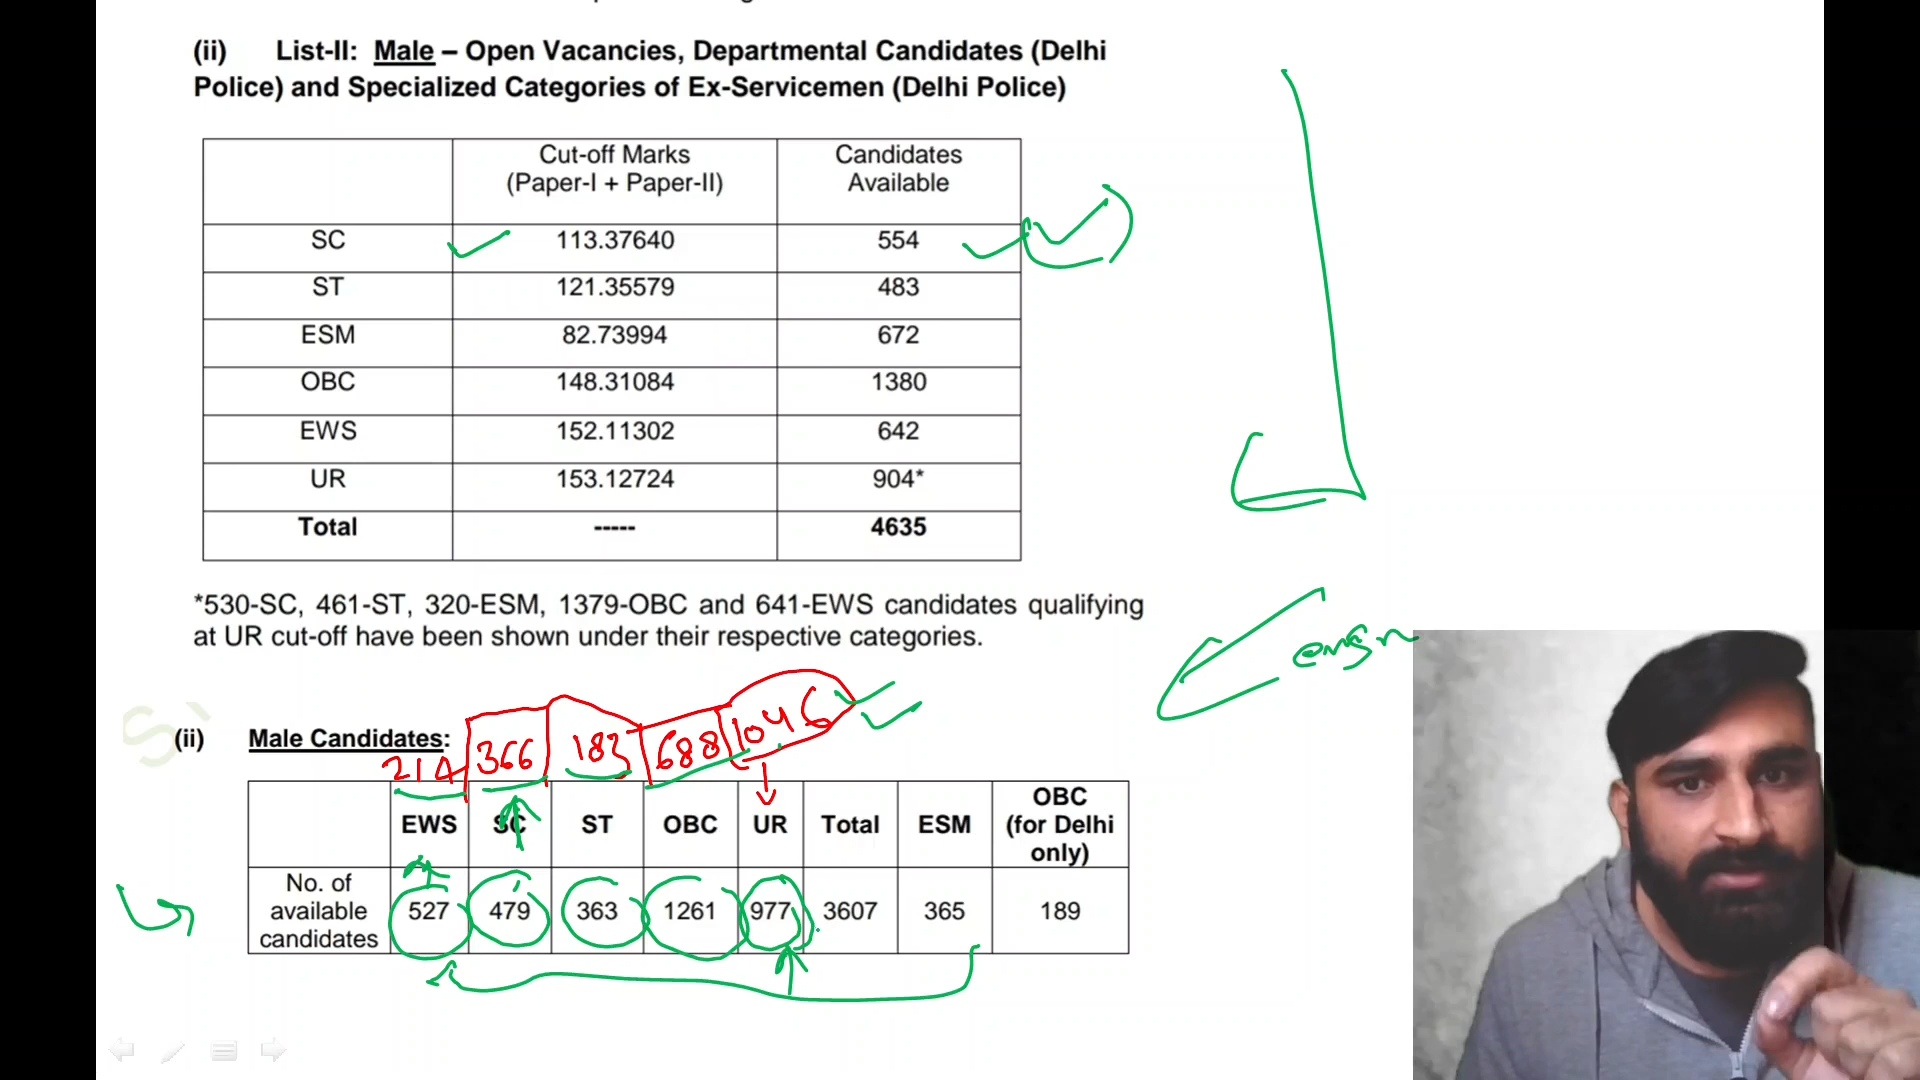 (ii) List-II: Male – Open Vacancies, Departmental Candidates (Delhi
Police) and Specialized Categories of Ex-Servicemen (Delhi Police)
Cut-off Marks (Paper-I + Paper-II) Candidates Available
SC 113.37640 554
ST 121.35579 483
ESM 82.73994 672
OBC 148.31084 1380
EWS 152.11302 642
UR 153.12724 904*
Total ----- 4635
*530-SC, 461-ST, 320-ESM, 1379-OBC and 641-EWS candidates qualifying
at UR cut-off have been shown under their respective categories.
(ii) Male Candidates:
214 366 183 688 1046
EWS SC ST OBC UR Total ESM OBC (for Delhi only)
No. of available candidates 527 479 363 1261 977 3607 365 189